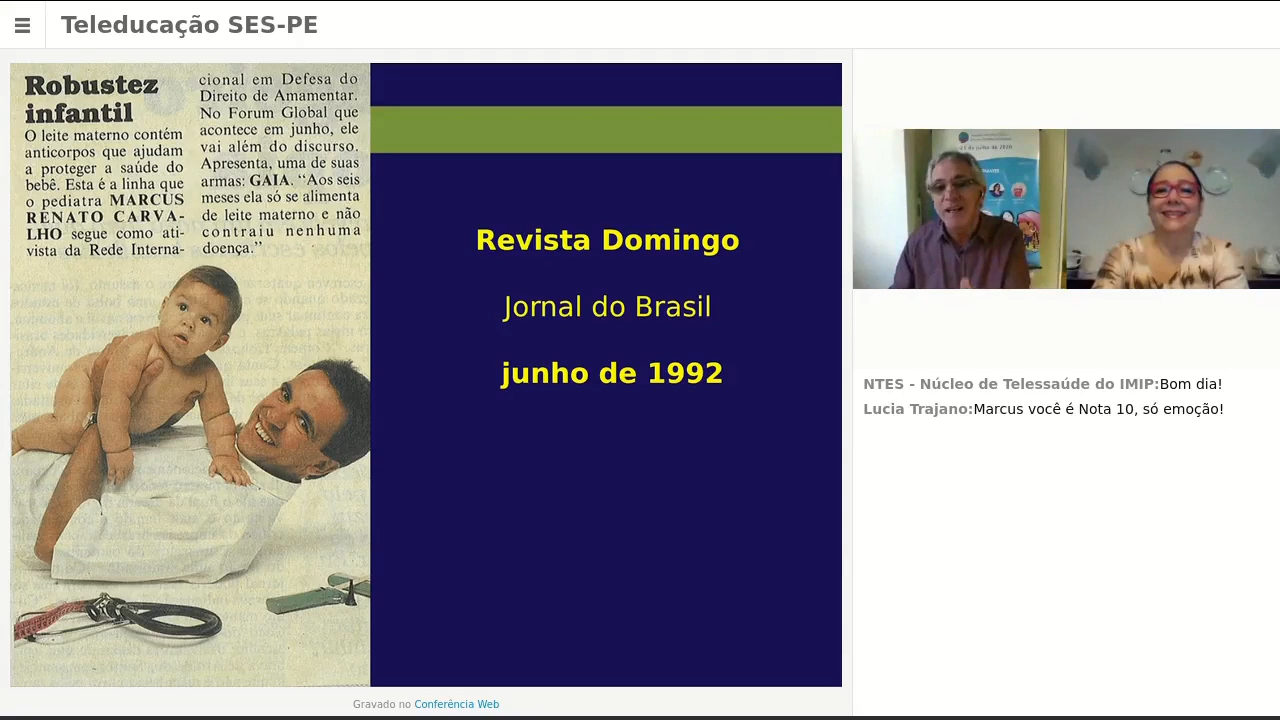 Teleducação SES-PE
Robustez
infantil
O leite materno contém
anticorpos que ajudam
a proteger a saúde do
bebê. Esta é a linha que
o pediatra MARCUS
RENATO CARVA-
LHO segue como ati-
vista da Rede Interna-
cional em Defesa do
Direito de Amamentar.
No Forum Global que
acontece em junho, ele
vai além do discurso.
Apresenta, uma de suas
armas: GAIA. “Aos seis
meses ela só se alimenta
de leite materno e não
contraiu nenhuma
doença.”
Revista Domingo
Jornal do Brasil
junho de 1992
23 de julho de 2020
NTES - Núcleo de Telessaúde do IMIP:Bom dia!
Lucia Trajano:Marcus você é Nota 10, só emoção!
Gravado no Conferência Web